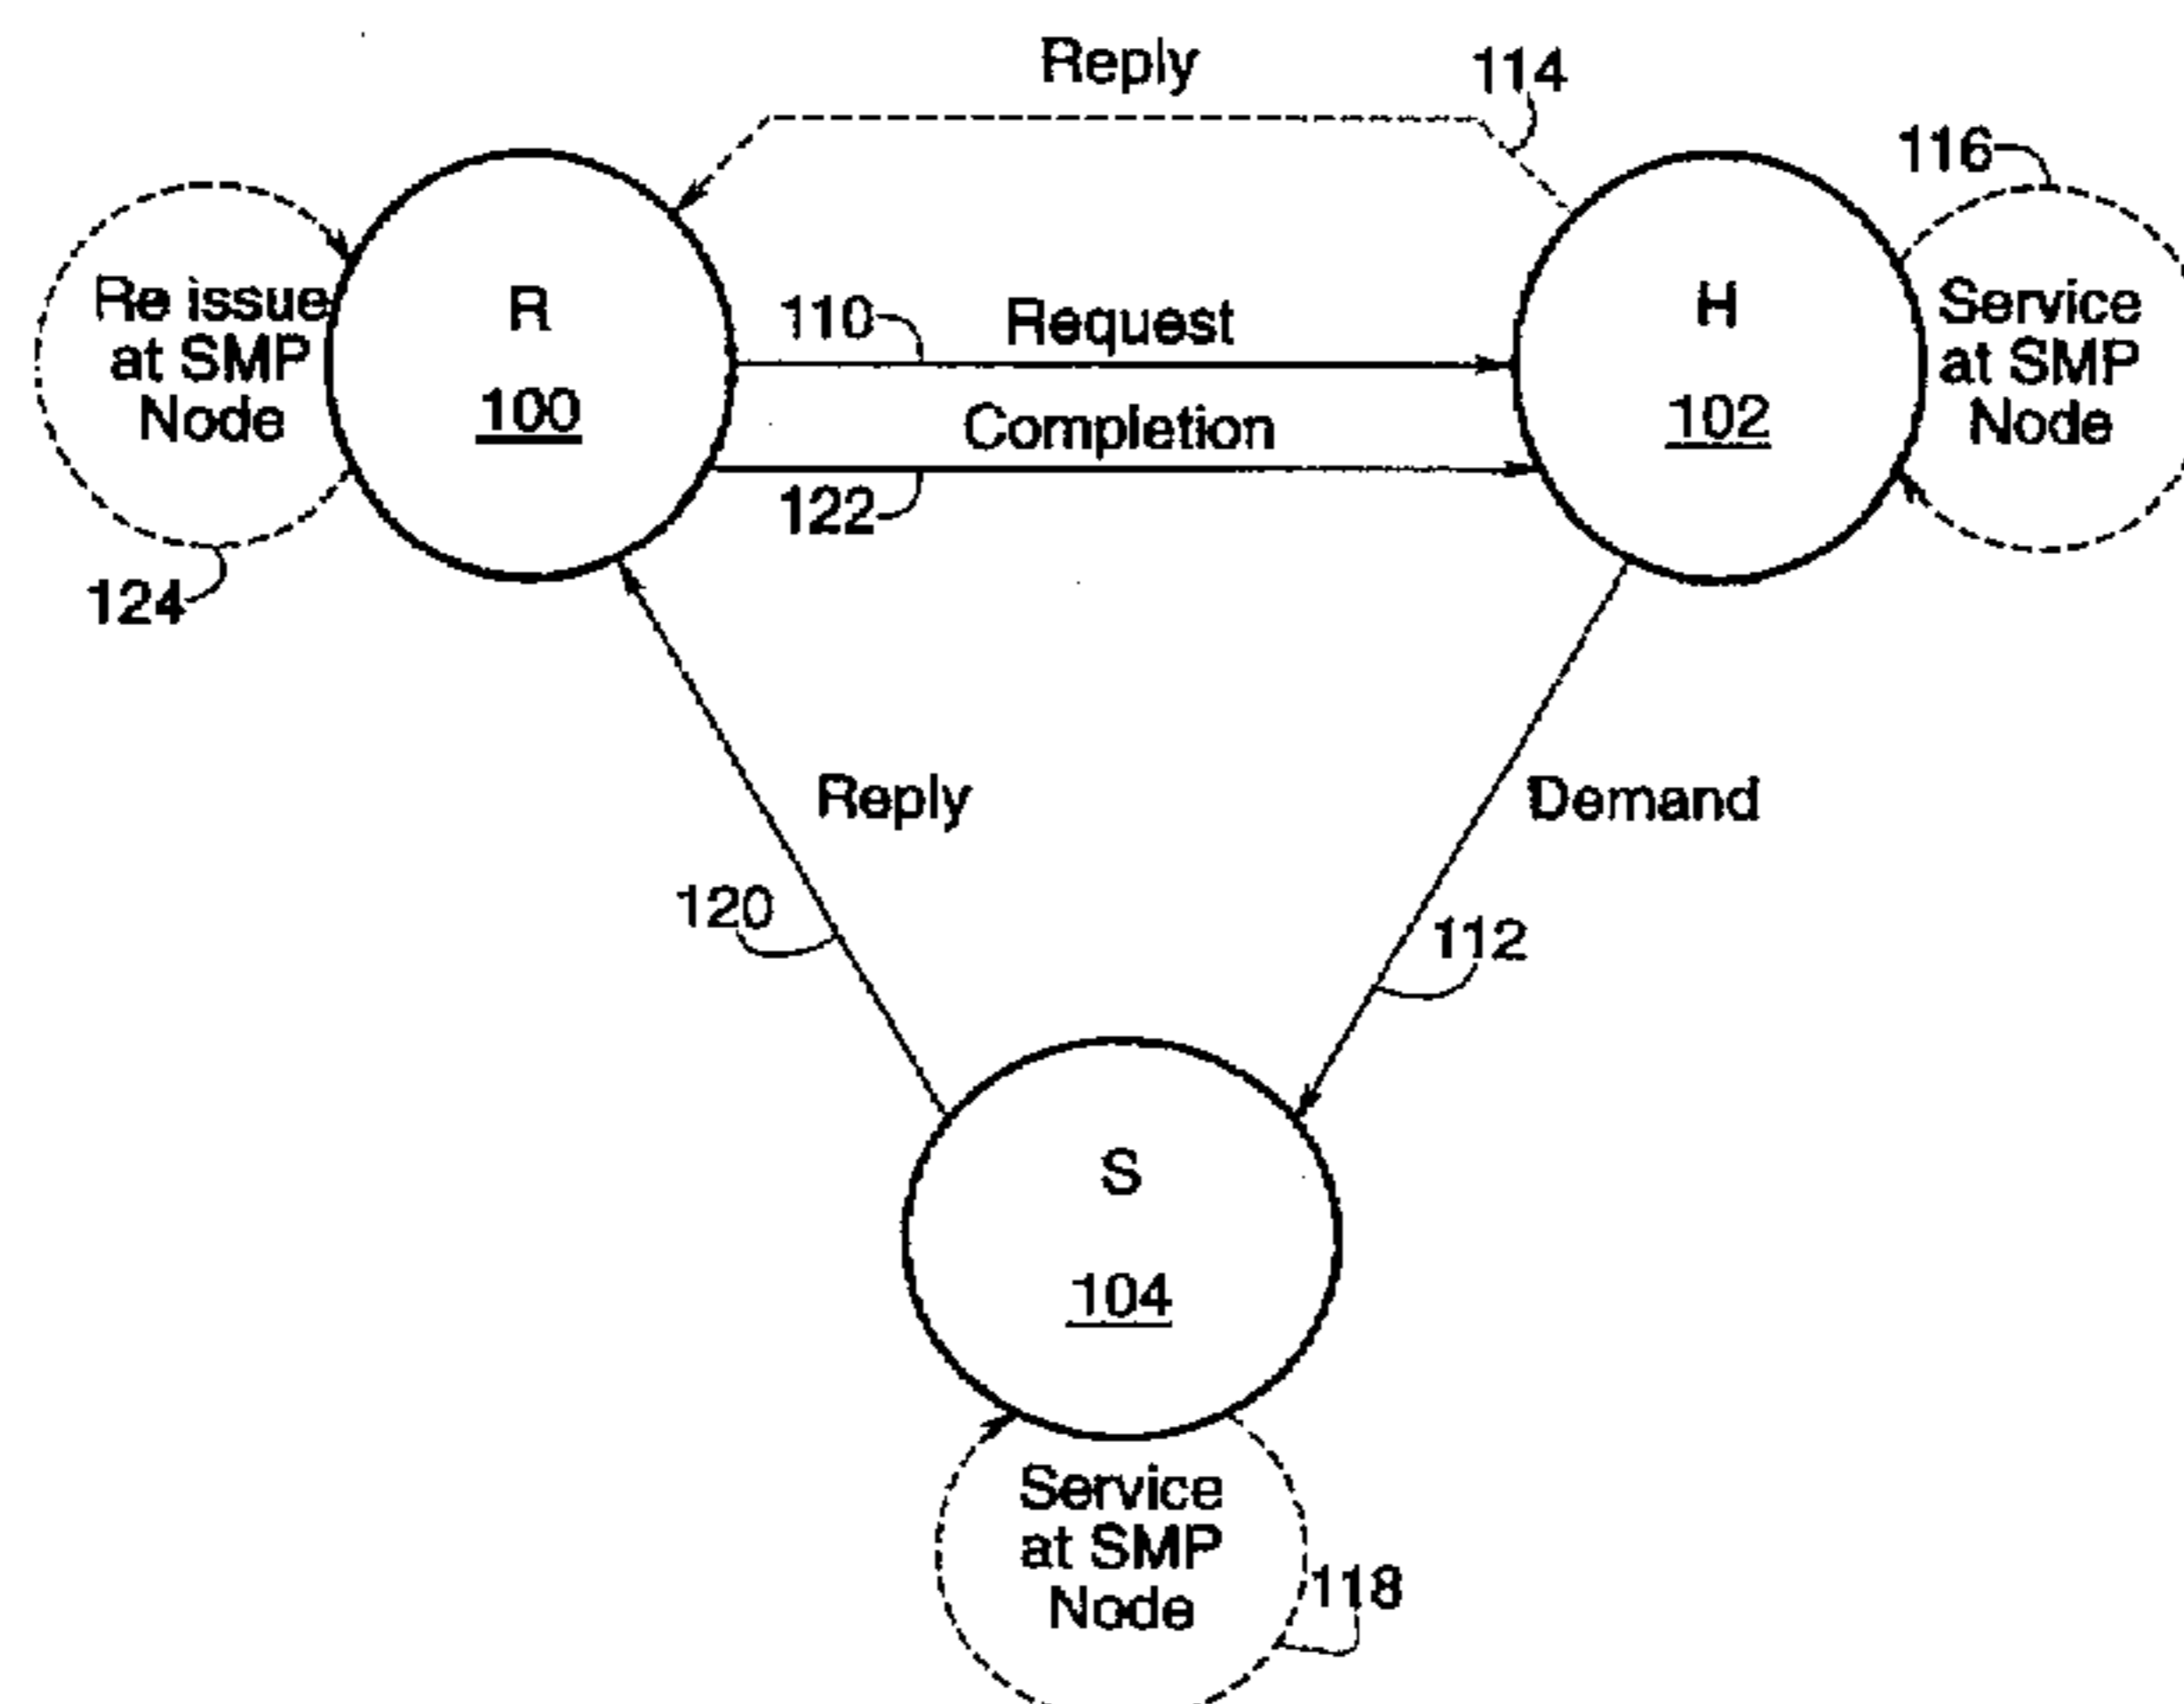 Reply
114
116
Re issue
at SMP
Node
R
100
110
Request
Completion
122
H
102
Service
at SMP
Node
124
Reply
Demand
120
112
S
104
Service
at SMP
Node
118